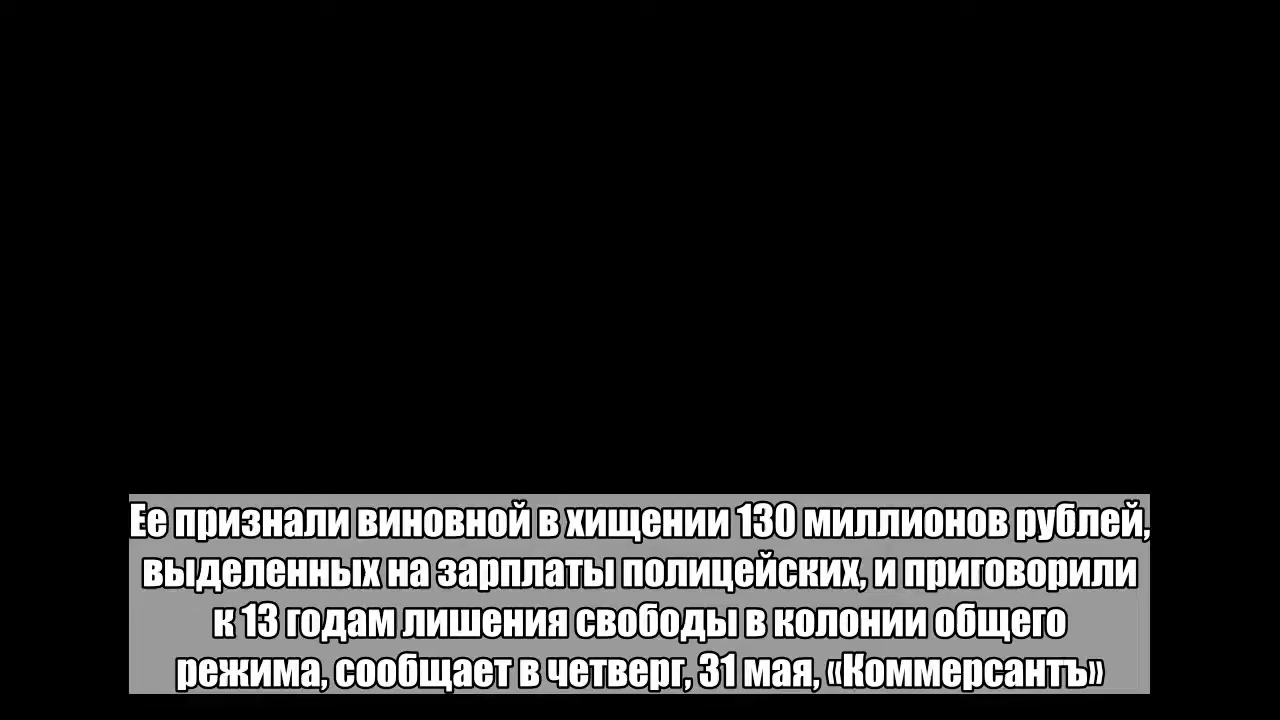 Ее признали виновной в хищении 130 миллионов рублей,
выделенных на зарплаты полицейских, и приговорили
к 13 годам лишения свободы в колонии общего
режима, сообщает в четверг, 31 мая, «Коммерсантъ»